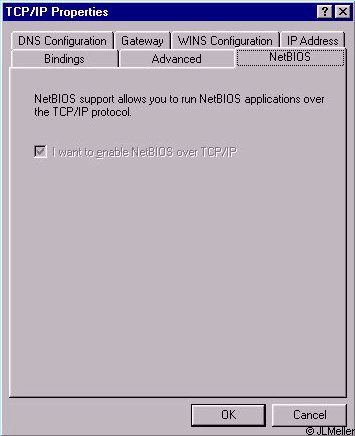 TCP/IP Properties
DNS Configuration Gateway WINS Configuration IP Address
Bindings Advanced NetBIOS
NetBIOS support allows you to run NetBIOS applications over
the TCP/IP protocol.
I want to enable NetBIOS over TCP/IP
OK Cancel
© JLMeller